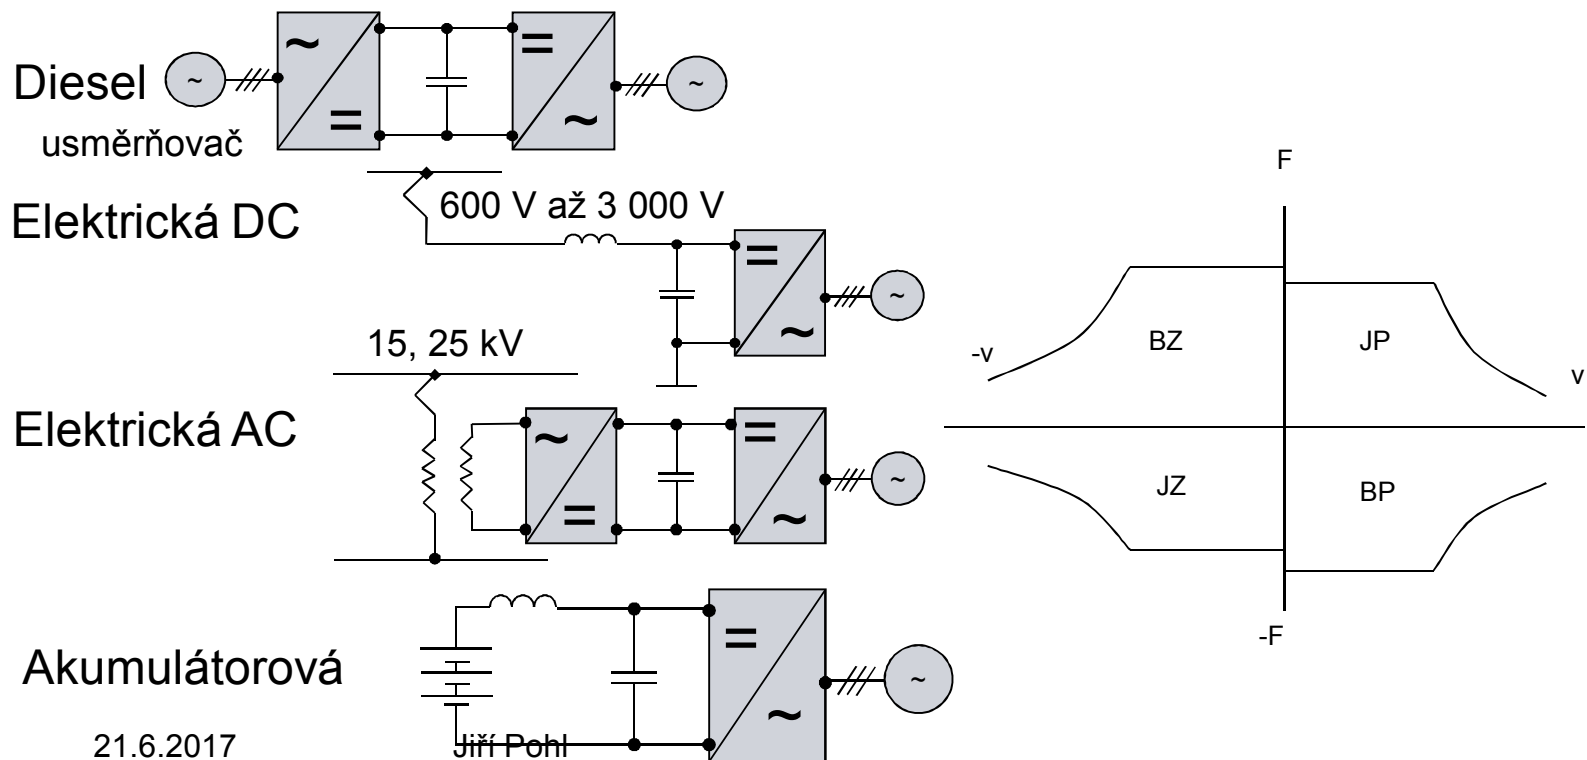 Diesel
~
~
=
=
~
~
usměrňovač
600 V až 3 000 V
Elektrická DC
=
~
~
15, 25 kV
Elektrická AC
~
=
=
~
~
Akumulátorová
=
~
~
21.6.2017
Jiří Pohl
F
-v
BZ
JP
v
JZ
BP
-F